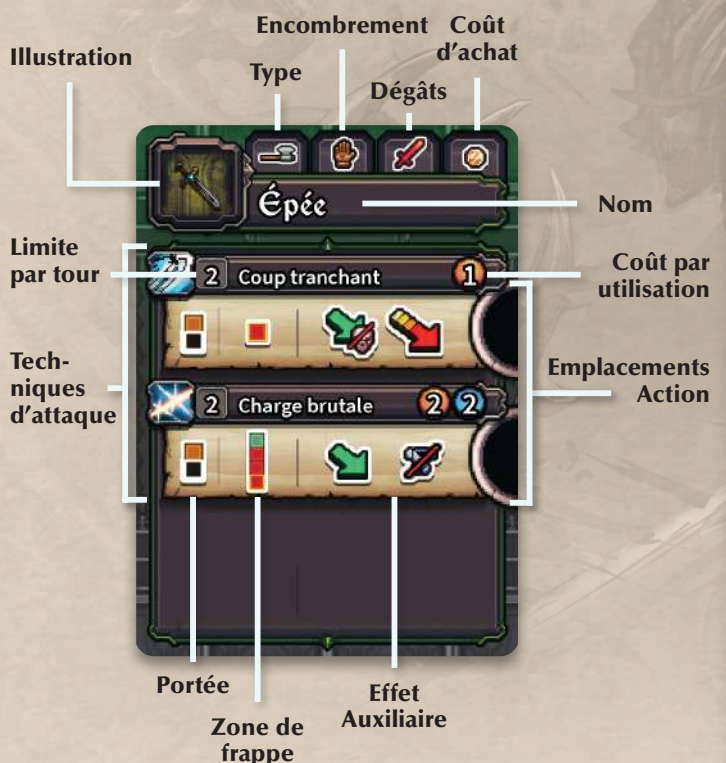 Encombrement
Coût
d'achat
Illustration
Type
Dégâts
Épée
Nom
Limite
par tour
2 Coup tranchant 1
Coût par
utilisation
Tech-
niques
d'attaque
Emplacements
Action
2 Charge brutale 2 2
Portée
Zone de
frappe
Effet
Auxiliaire